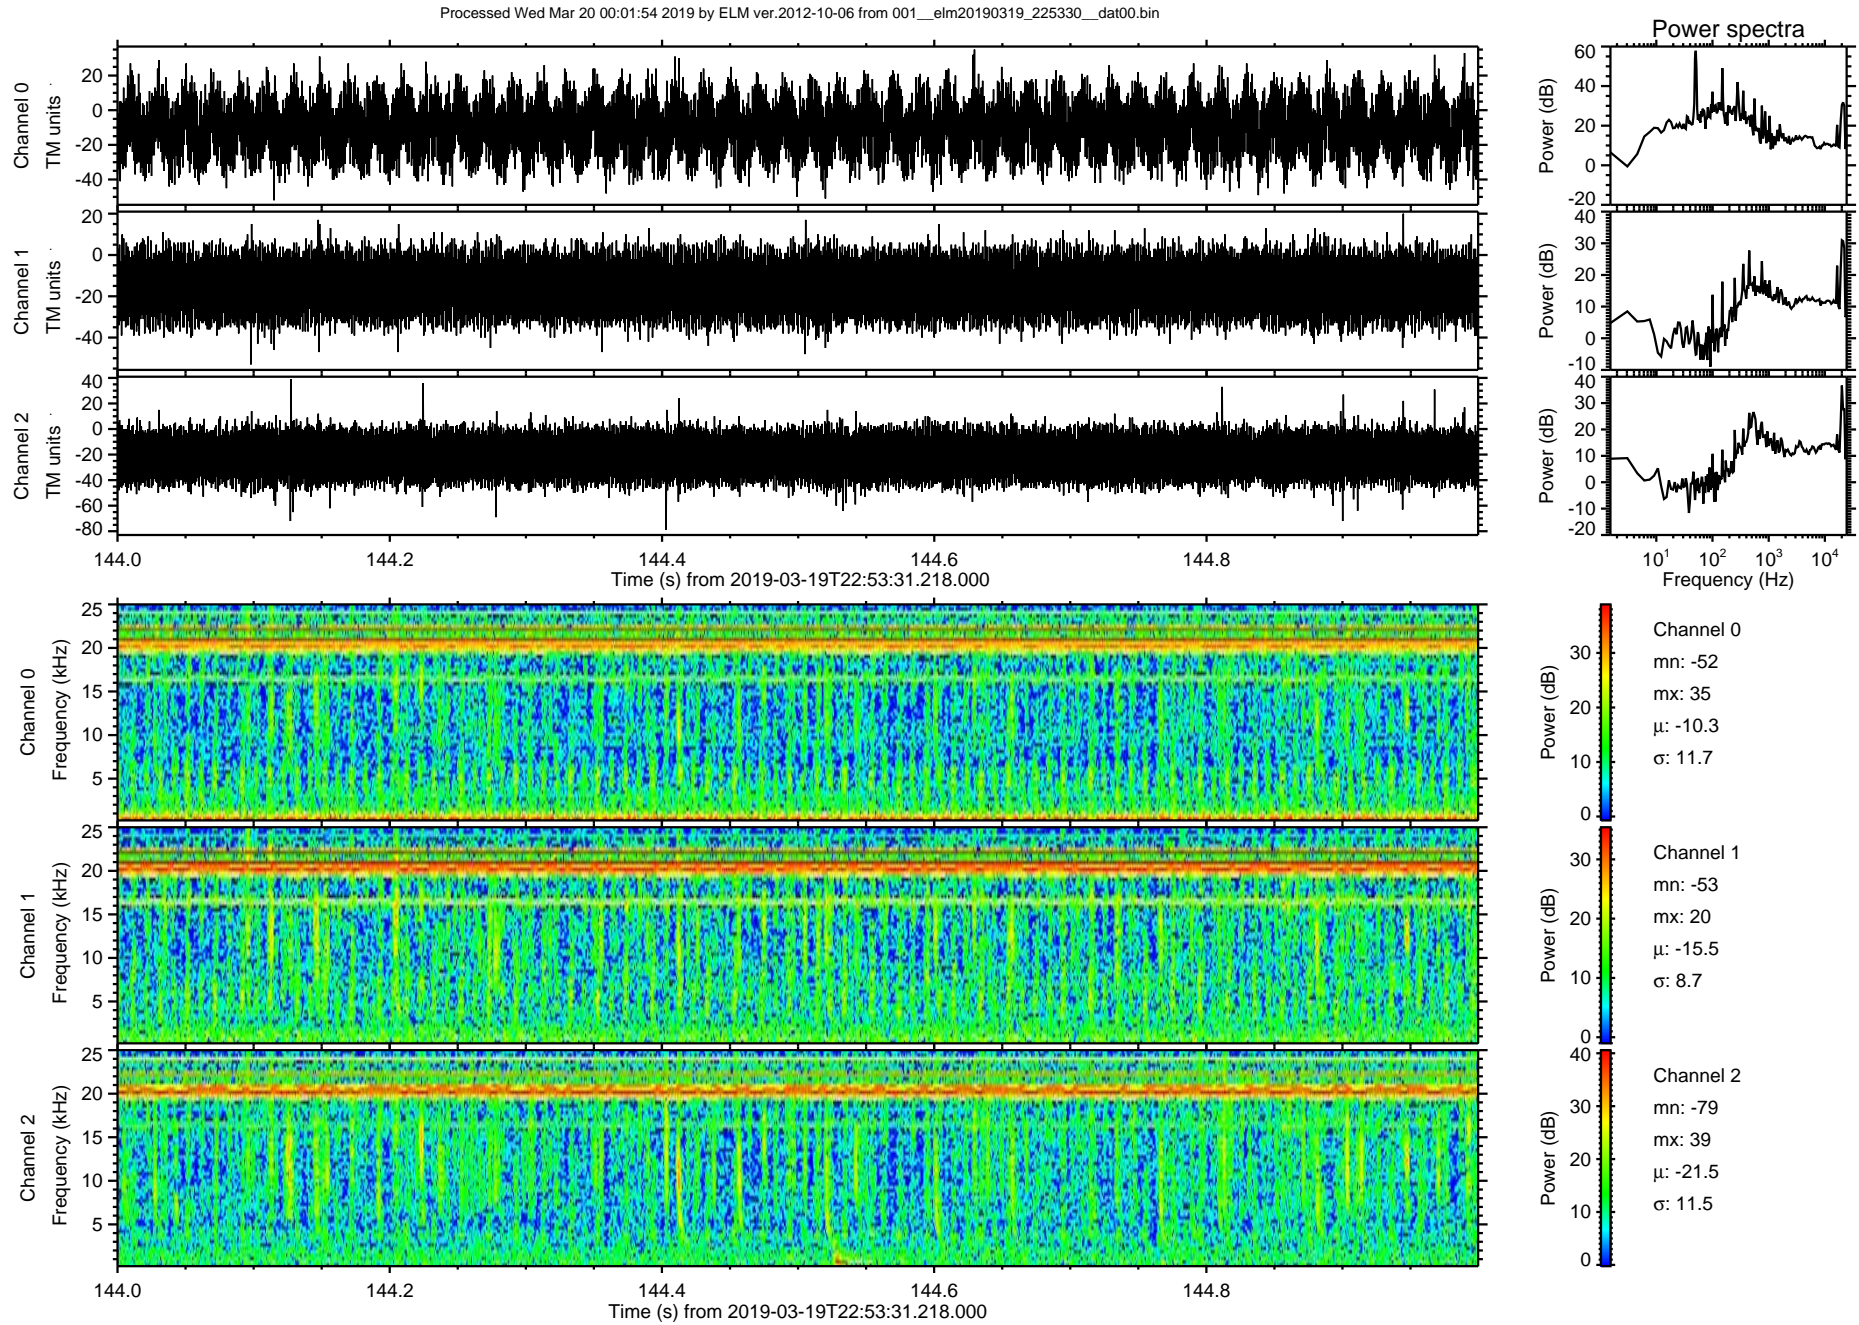 Processed Wed Mar 20 00:01:54 2019 by ELM ver.2012-10-06 from 001__elm20190319_225330__dat00.bin
Power spectra
Channel 0
TM units
20
0
-20
-40
Power (dB)
60
40
20
0
-20
Channel 1
TM units
20
0
-20
-40
Power (dB)
40
30
20
10
0
-10
Channel 2
TM units
40
20
0
-20
-40
-60
-80
Power (dB)
40
30
20
10
0
-10
-20
144.0 144.2 144.4 144.6 144.8
Time (s) from 2019-03-19T22:53:31.218.000
10¹ 10² 10³ 10⁴
Frequency (Hz)
Channel 0
Frequency (kHz)
25
20
15
10
5
Power (dB)
30
20
10
0
Channel 0
mn: -52
mx: 35
μ: -10.3
σ: 11.7
Channel 1
Frequency (kHz)
25
20
15
10
5
Power (dB)
30
20
10
0
Channel 1
mn: -53
mx: 20
μ: -15.5
σ: 8.7
Channel 2
Frequency (kHz)
25
20
15
10
5
Power (dB)
40
30
20
10
0
Channel 2
mn: -79
mx: 39
μ: -21.5
σ: 11.5
144.0 144.2 144.4 144.6 144.8
Time (s) from 2019-03-19T22:53:31.218.000